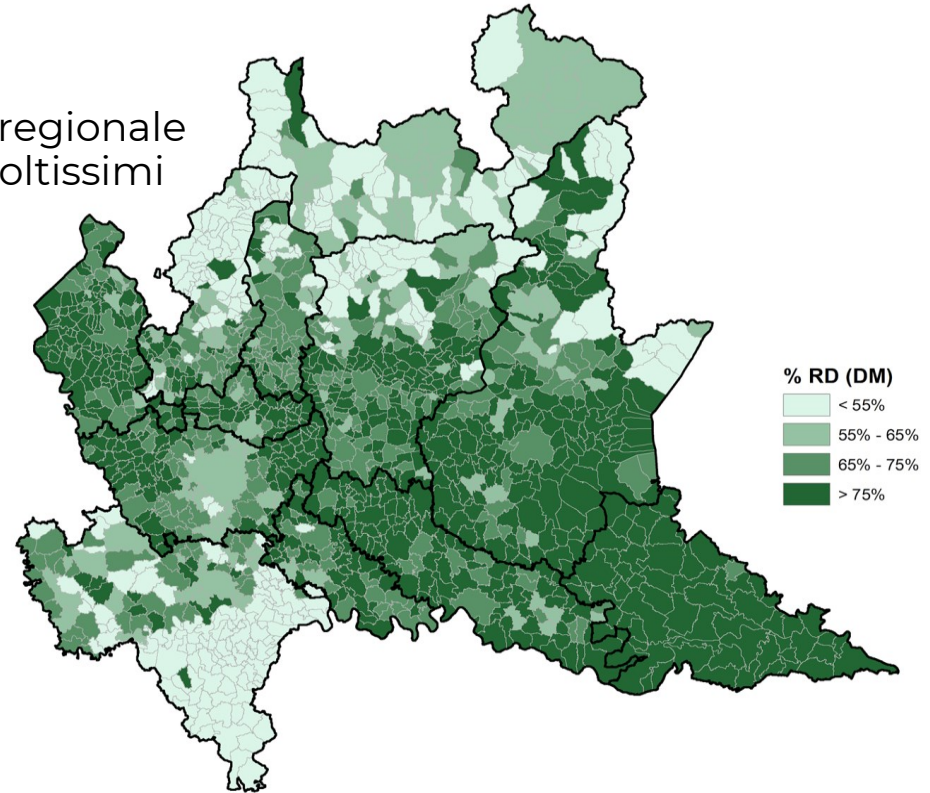 regionale
oltissimi
% RD (DM)
< 55%
55% - 65%
65% - 75%
> 75%